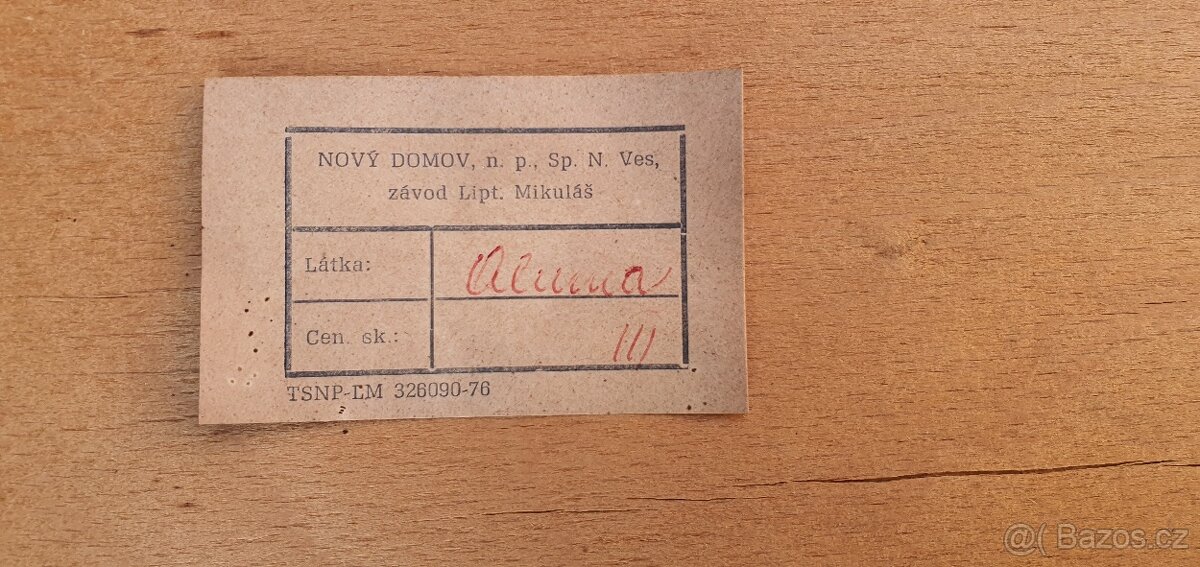 NOVÝ DOMOV, n. p., Sp. N. Ves,
závod Lipt. Mikuláš
Látka: Aluma
Cen. sk.: III
TSNP-LM 326090-76
@( Bazos.cz